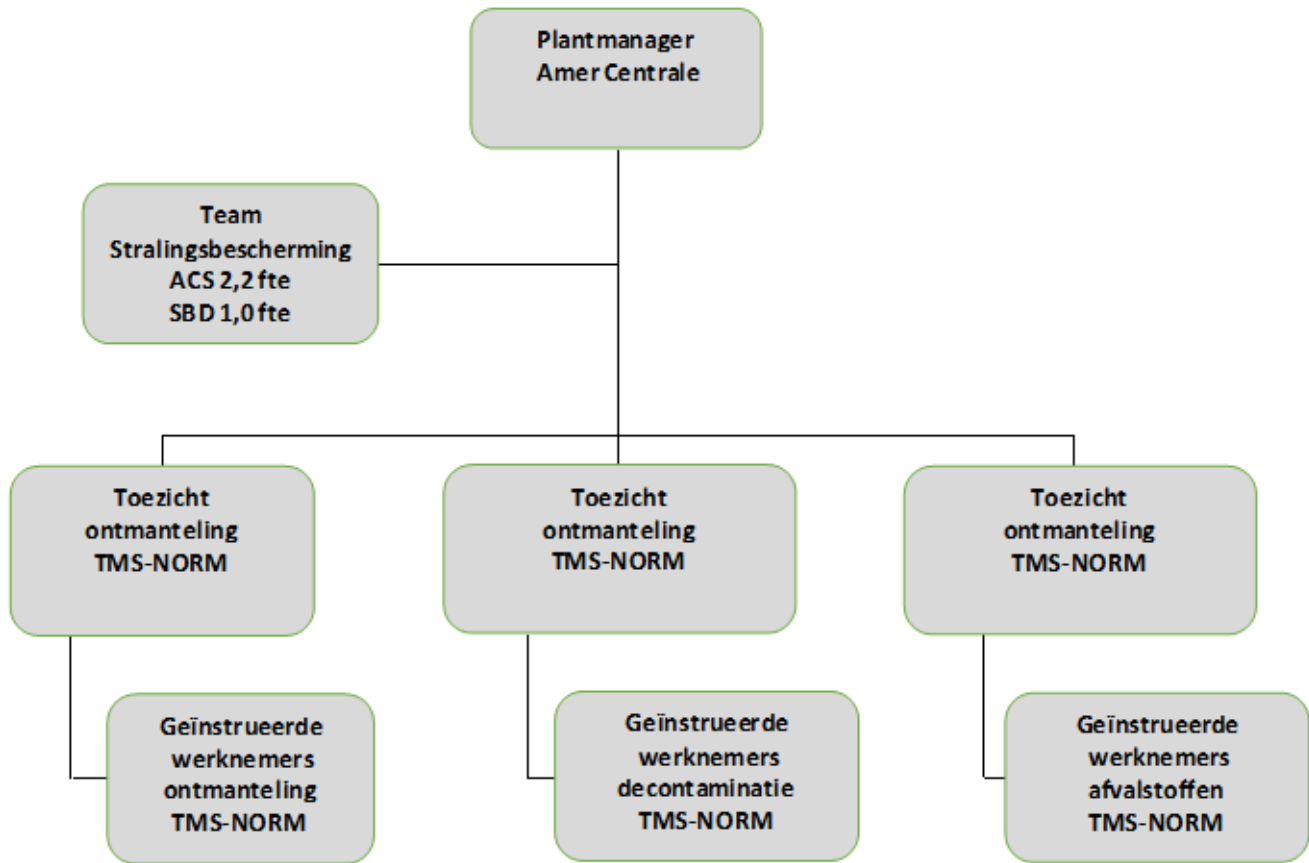 Plantmanager
Amer Centrale
Team
Stralingsbescherming
ACS 2,2 fte
SBD 1,0 fte
Toezicht
ontmanteling
TMS-NORM
Toezicht
ontmanteling
TMS-NORM
Toezicht
ontmanteling
TMS-NORM
Geïnstrueerde
werknemers
ontmanteling
TMS-NORM
Geïnstrueerde
werknemers
decontaminatie
TMS-NORM
Geïnstrueerde
werknemers
afvalstoffen
TMS-NORM